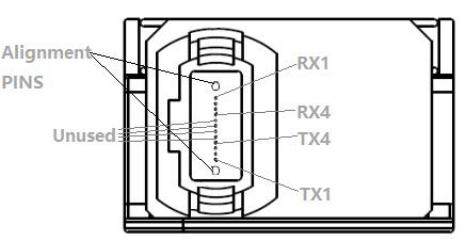 Alignment
PINS
RX1
RX4
Unused
TX4
TX1